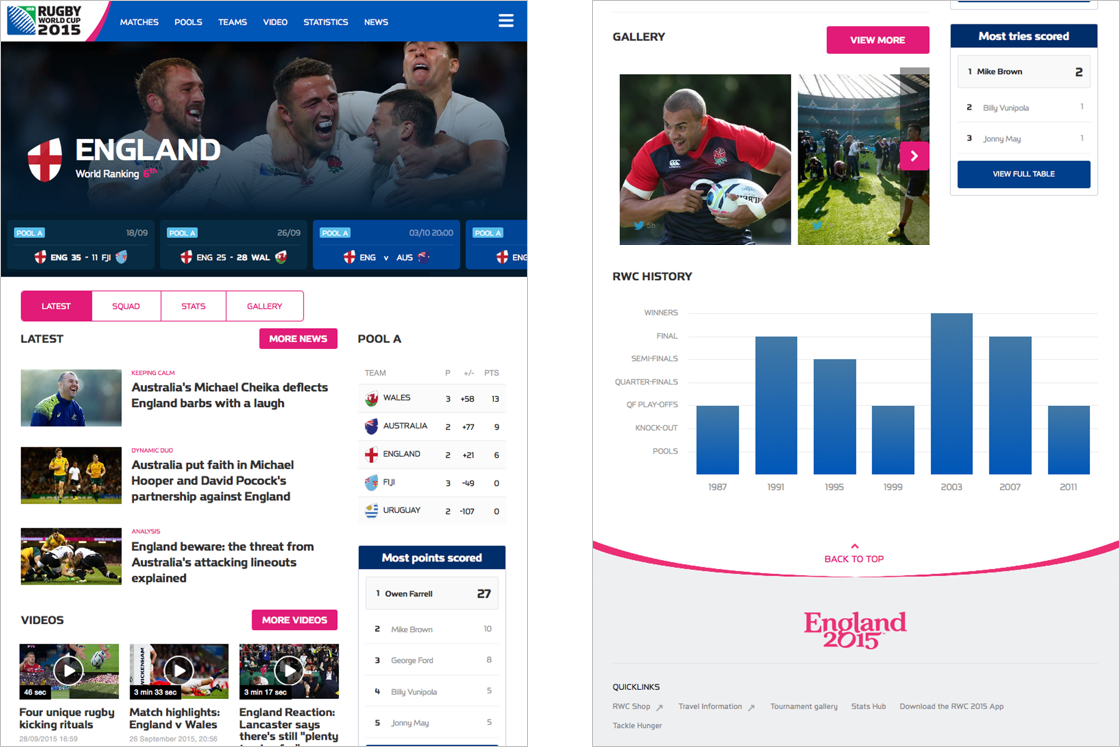 RUGBY
WORLD CUP
2015
MATCHES POOLS TEAMS VIDEO STATISTICS NEWS
ENGLAND
World Ranking 6th
POOL A 18/09
ENG 35 - 11 FJI
POOL A 26/09
ENG 25 - 28 WAL
POOL A 03/10 20:00
ENG v AUS
POOL A
ENG
LATEST SQUAD STATS GALLERY
LATEST
MORE NEWS
KEEPING CALM
Australia's Michael Cheika deflects
England barbs with a laugh
DYNAMIC DUO
Australia put faith in Michael
Hooper and David Pocock's
partnership against England
ANALYSIS
England beware: the threat from
Australia's attacking lineouts
explained
VIDEOS
MORE VIDEOS
46 sec
Four unique rugby
kicking rituals
28/09/2015 16:59
TWICKENHAM
3 min 33 sec
Match highlights:
England v Wales
26 September 2015, 20:56
3 min 17 sec
England Reaction:
Lancaster says
there's still "plenty
POOL A
TEAM P +/- PTS
WALES 3 +58 13
AUSTRALIA 2 +77 9
ENGLAND 2 +21 6
FIJI 3 -49 0
URUGUAY 2 -107 0
Most points scored
1 Owen Farrell 27
2 Mike Brown 10
3 George Ford 8
4 Billy Vunipola 5
5 Jonny May 5
GALLERY
VIEW MORE
5h
Most tries scored
1 Mike Brown 2
2 Billy Vunipola 1
3 Jonny May 1
VIEW FULL TABLE
RWC HISTORY
WINNERS
FINAL
SEMI-FINALS
QUARTER-FINALS
QF PLAY-OFFS
KNOCK-OUT
POOLS
1987 1991 1995 1999 2003 2007 2011
BACK TO TOP
England
2015
QUICKLINKS
RWC Shop Travel Information Tournament gallery Stats Hub Download the RWC 2015 App
Tackle Hunger